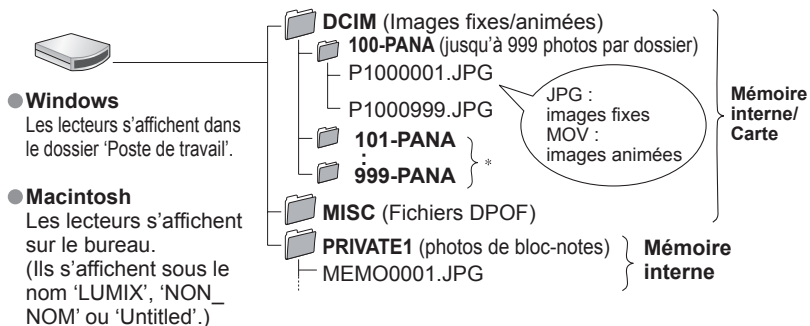 ●Windows
Les lecteurs s’affichent dans
le dossier ‘Poste de travail’.
●Macintosh
Les lecteurs s’affichent
sur le bureau.
(Ils s’affichent sous le
nom ‘LUMIX’, ‘NON_
NOM’ ou ‘Untitled’.)
DCIM (Images fixes/animées)
100-PANA (jusqu’à 999 photos par dossier)
P1000001.JPG
P1000999.JPG
JPG :
images fixes
MOV :
images animées
101-PANA
:
999-PANA
*
MISC (Fichiers DPOF)
Mémoire
interne/
Carte
PRIVATE1 (photos de bloc-notes)
MEMO0001.JPG
Mémoire
interne